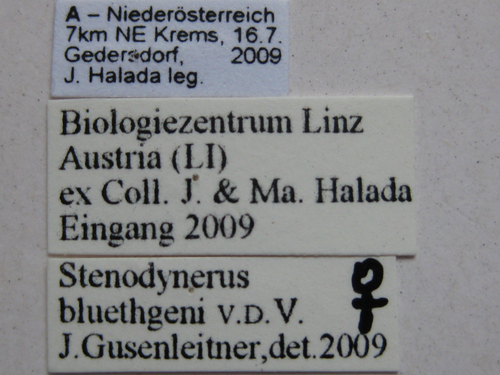 A – Niederösterreich
7km NE Krems, 16.7.
Gedersdorf, 2009
J. Halada leg.
Biologiezentrum Linz
Austria (LI)
ex Coll. J. & Ma. Halada
Eingang 2009
Stenodynerus ♀
bluethgeni V.D.V.
J.Gusenleitner,det.2009